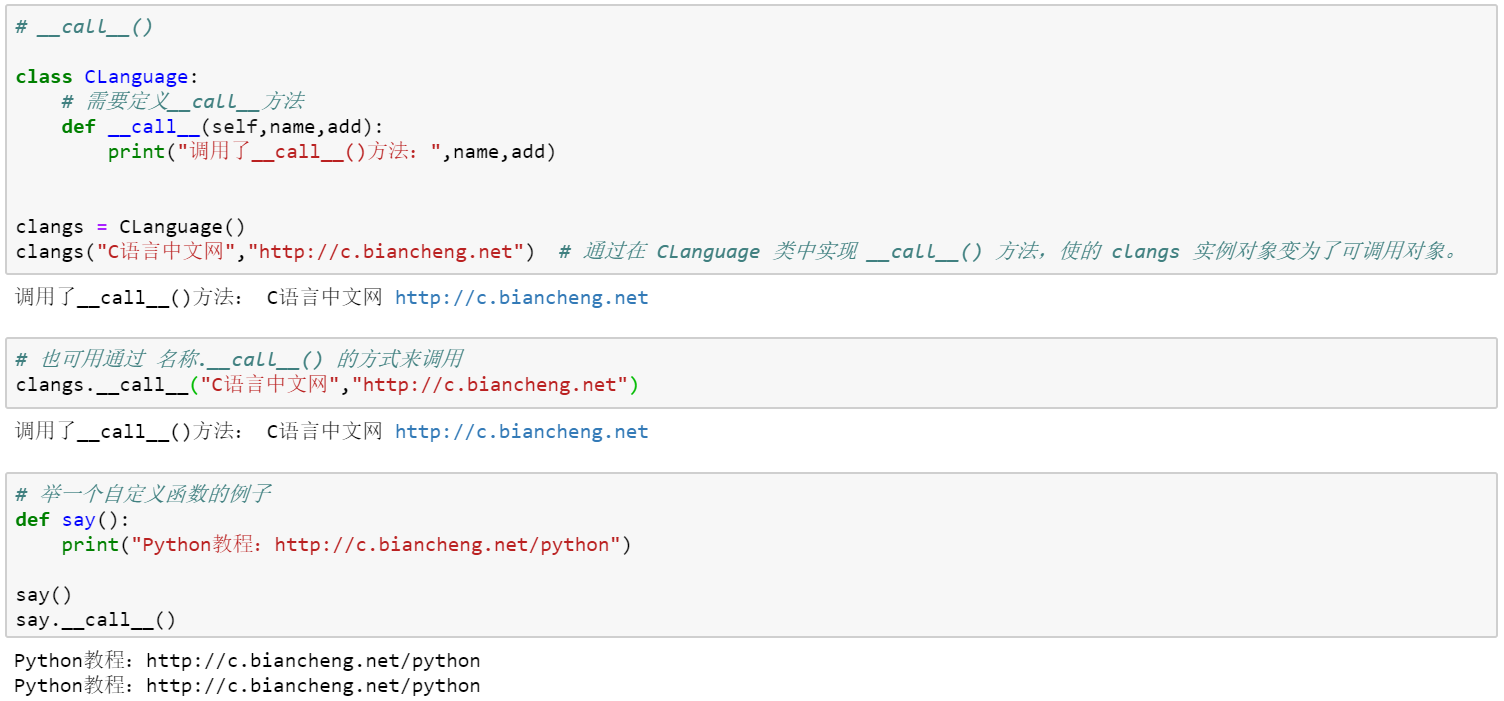 # __call__()
class CLanguage:
    # 需要定义__call__方法
    def __call__(self,name,add):
        print("调用了__call__()方法：",name,add)
clangs = CLanguage()
clangs("C语言中文网","http://c.biancheng.net")  # 通过在 CLanguage 类中实现 __call__() 方法，使的 clangs 实例对象变为了可调用对象。
调用了__call__()方法： C语言中文网 http://c.biancheng.net
# 也可用通过 名称.__call__() 的方式来调用
clangs.__call__("C语言中文网","http://c.biancheng.net")
调用了__call__()方法： C语言中文网 http://c.biancheng.net
# 举一个自定义函数的例子
def say():
    print("Python教程：http://c.biancheng.net/python")
say()
say.__call__()
Python教程：http://c.biancheng.net/python
Python教程：http://c.biancheng.net/python